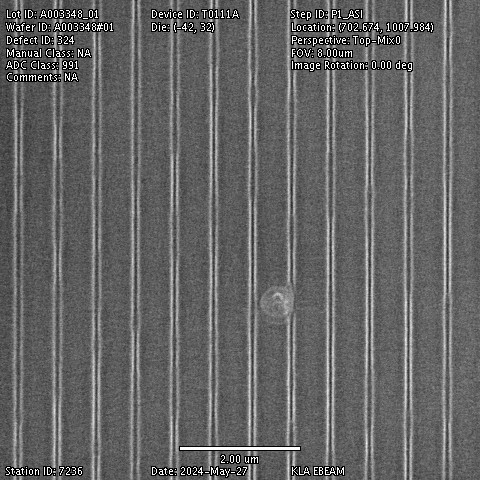 Lot ID: A003348_01
Wafer ID: A003348#01
Defect ID: 324
Manual Class: NA
ADC Class: 991
Comments: NA
Device ID: T0111A
Die: (-42, 32)
Step ID: P1_ASI
Location: (702.674, 1007.984)
Perspective: Top-Mix0
FOV: 8.00um
Image Rotation: 0.00 deg
2.00 um
Station ID: 7236
Date: 2024-May-27
KLA EBEAM